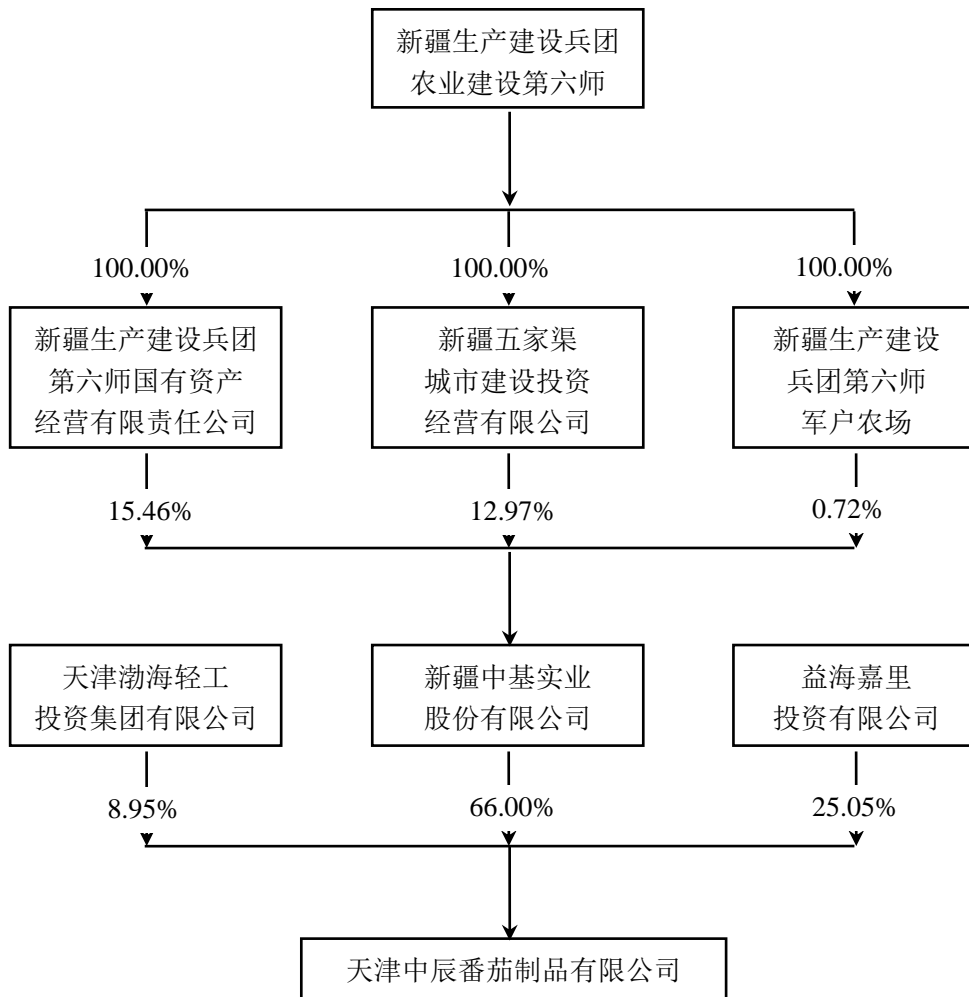 新疆生产建设兵团
农业建设第六师
100.00%
100.00%
100.00%
新疆生产建设兵团
第六师国有资产
经营有限责任公司
新疆五家渠
城市建设投资
经营有限公司
新疆生产建设
兵团第六师
军户农场
15.46%
12.97%
0.72%
天津渤海轻工
投资集团有限公司
新疆中基实业
股份有限公司
益海嘉里
投资有限公司
8.95%
66.00%
25.05%
天津中辰番茄制品有限公司